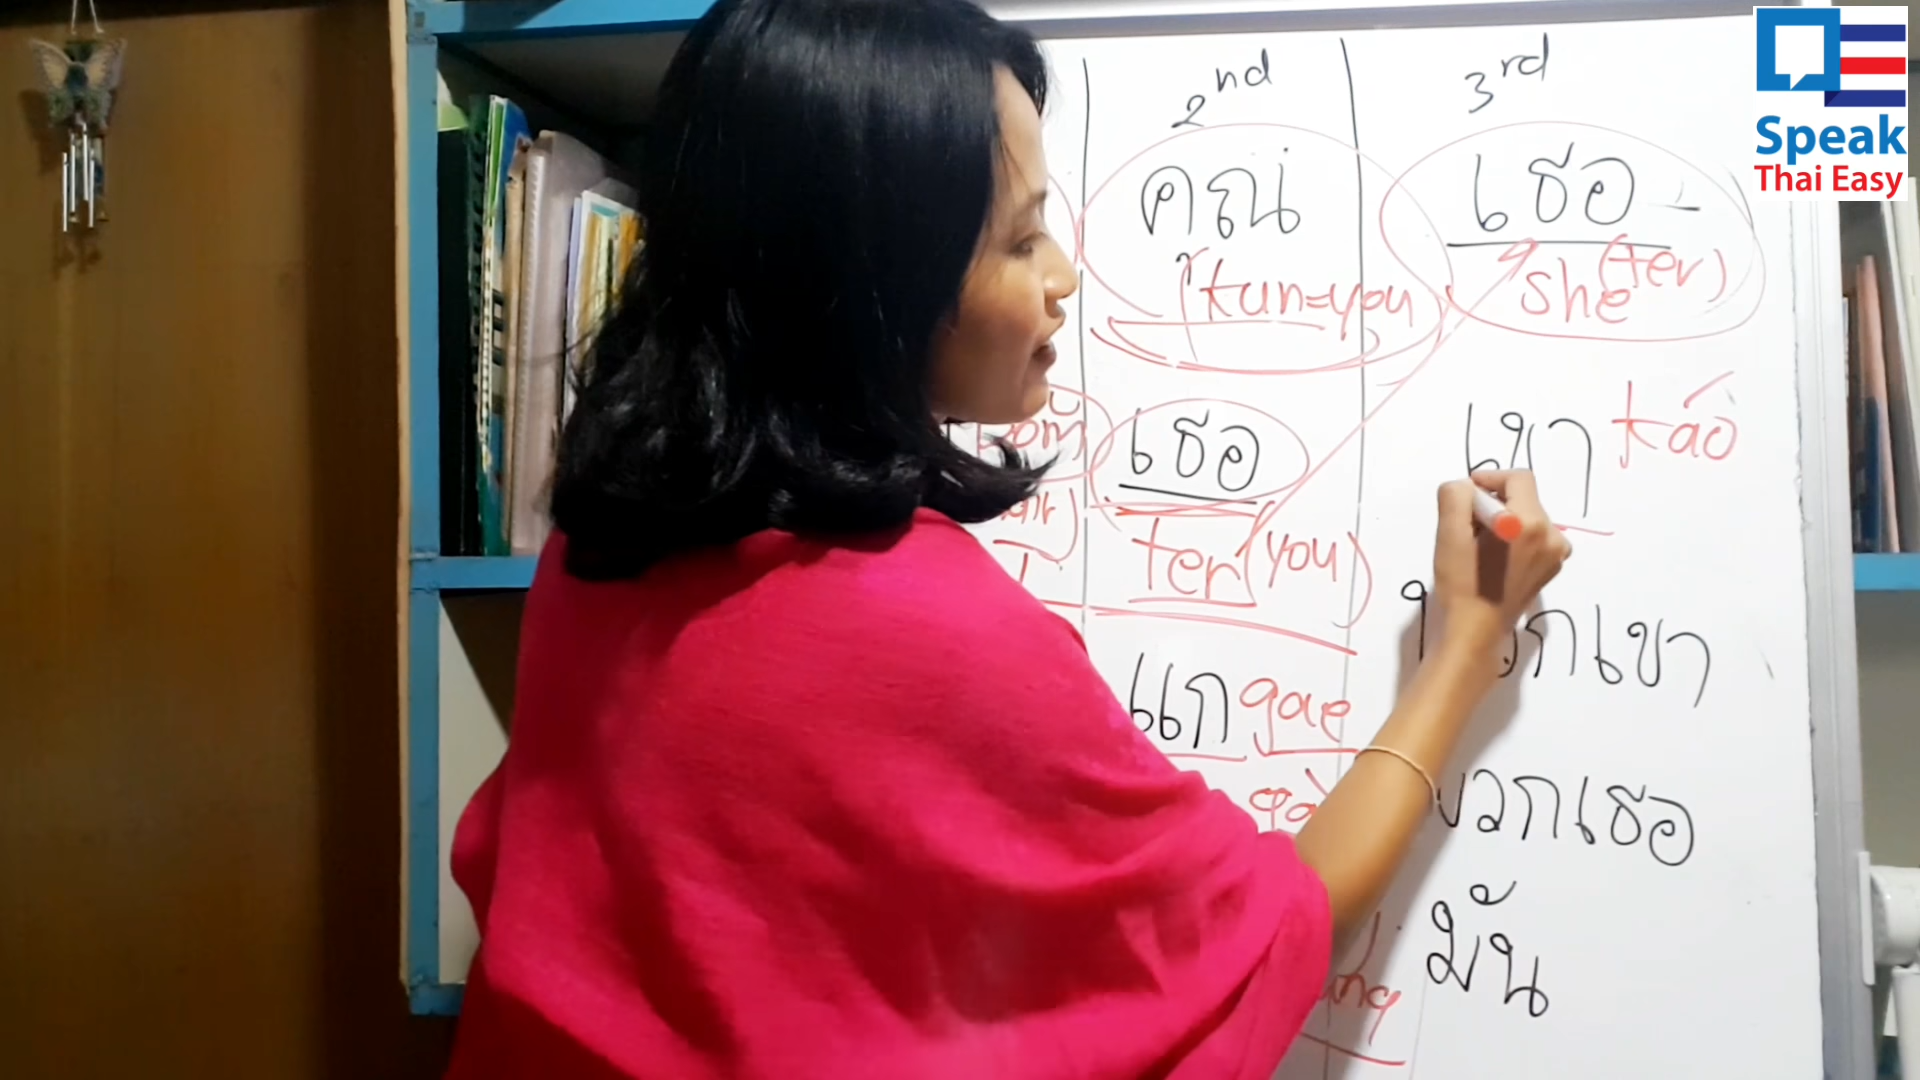 2nd
3rd
Speak
Thai Easy
คุณ
เธอ
kun=you
she (ter)
เธอ
ter (you)
เขา káo
แก gae
พวกเขา
พวกเธอ
มัน